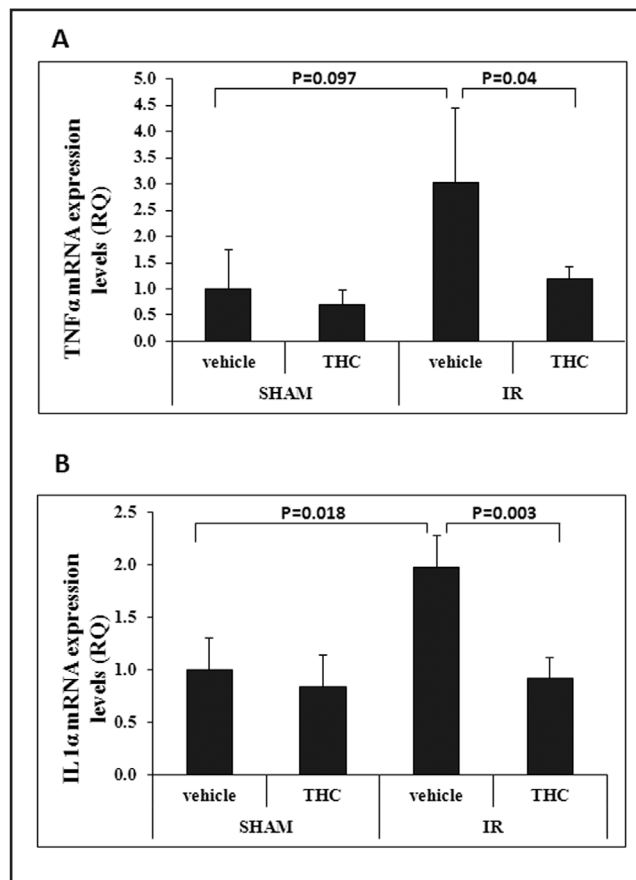 A
P=0.097 P=0.04
TNFα mRNA expression
levels (RQ)
5.0
4.5
4.0
3.5
3.0
2.5
2.0
1.5
1.0
0.5
0.0
vehicle THC vehicle THC
SHAM IR
B
P=0.018 P=0.003
IL1α mRNA expression
levels (RQ)
2.5
2.0
1.5
1.0
0.5
0.0
vehicle THC vehicle THC
SHAM IR